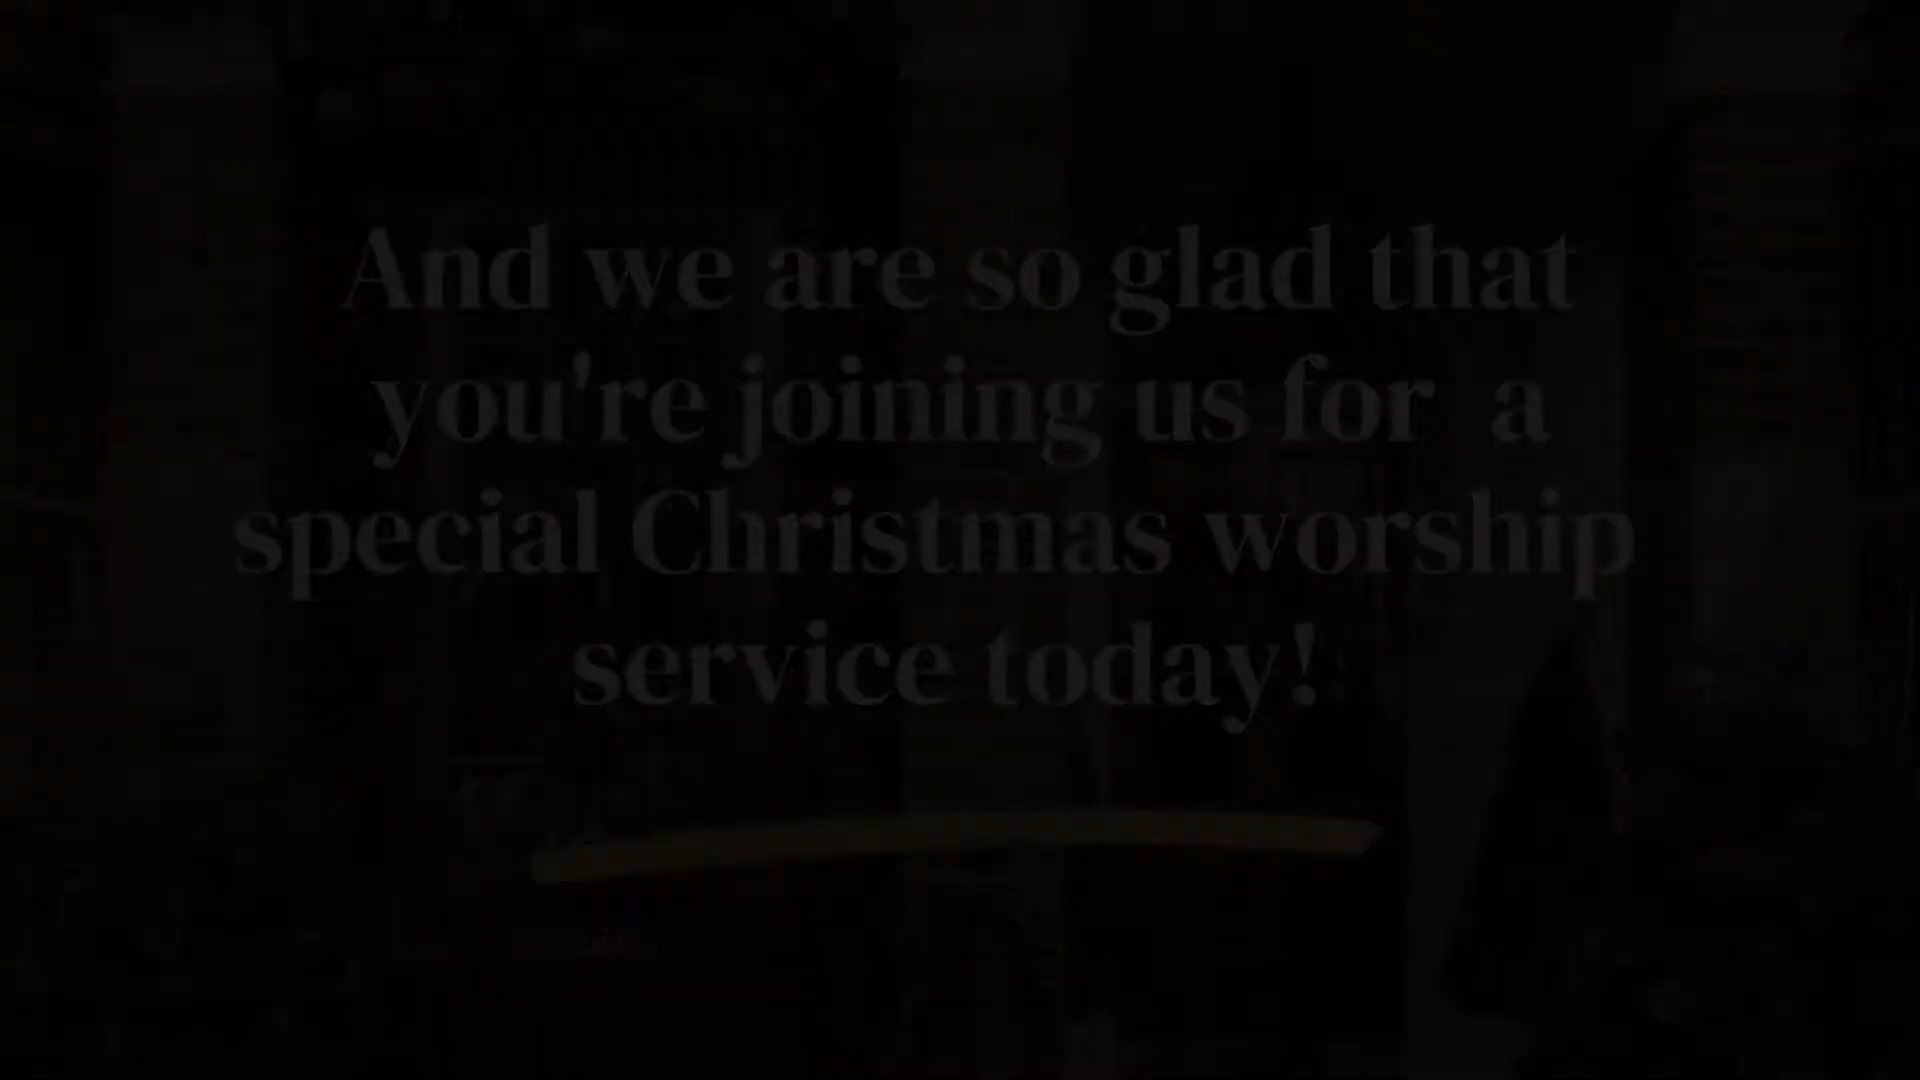 And we are so glad that
you're joining us for a
special Christmas worship
service today!